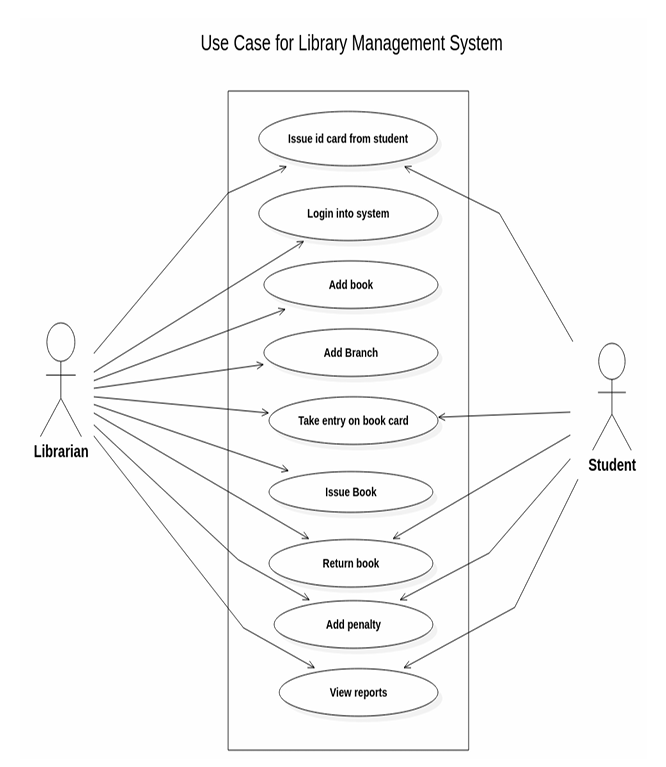 Use Case for Library Management System
Issue id card from student
Login into system
Add book
Add Branch
Take entry on book card
Librarian
Student
Issue Book
Return book
Add penalty
View reports